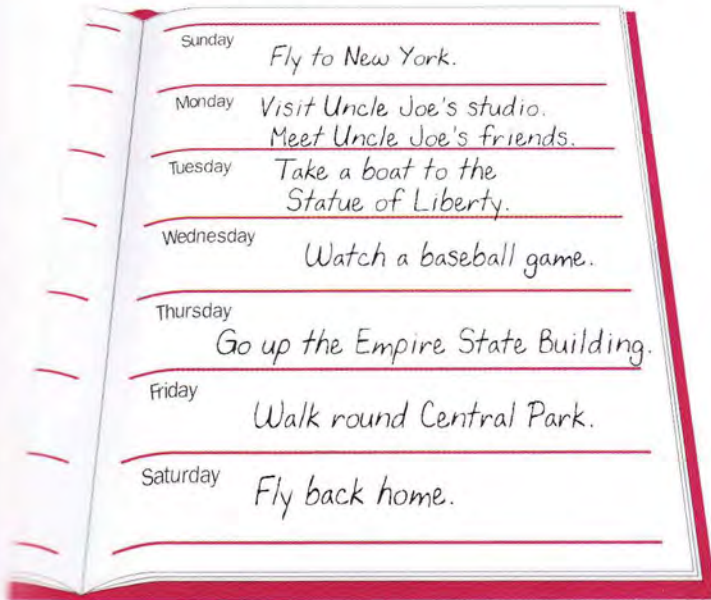 Sunday
Fly to New York.
Monday
Visit Uncle Joe's studio.
Meet Uncle Joe's friends.
Tuesday
Take a boat to the
Statue of Liberty.
Wednesday
Watch a baseball game.
Thursday
Go up the Empire State Building.
Friday
Walk round Central Park.
Saturday
Fly back home.